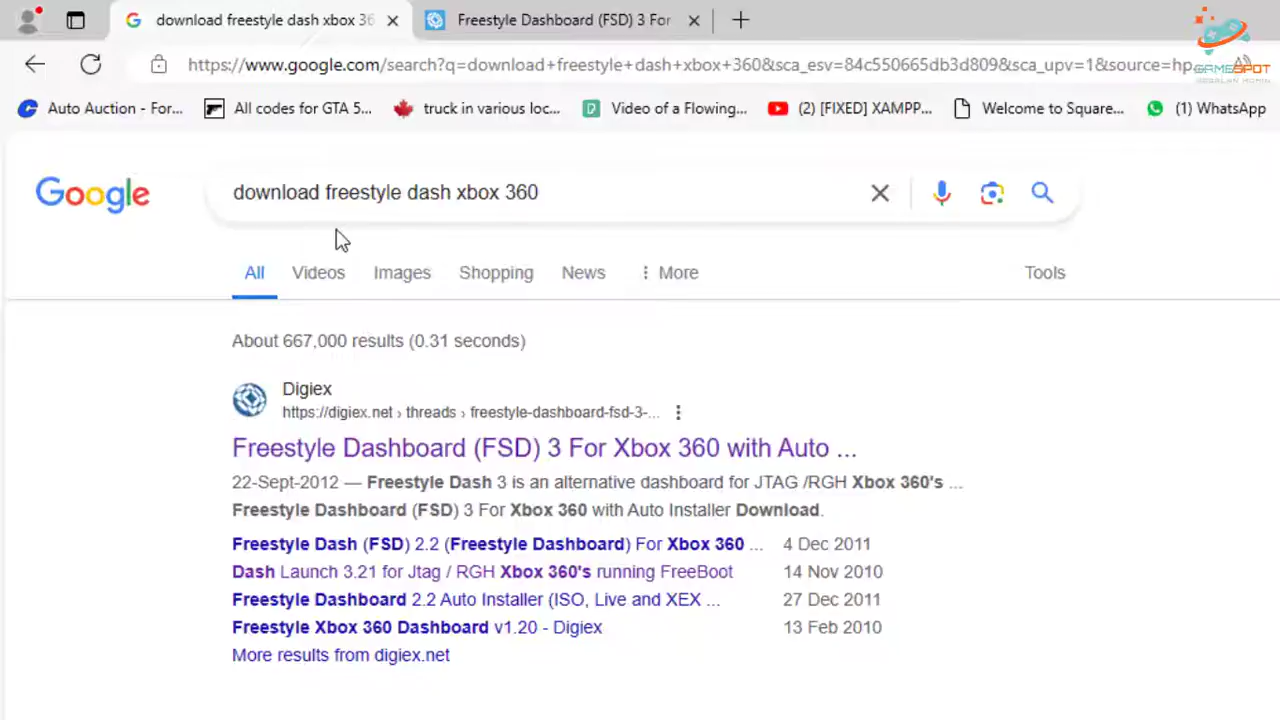 download freestyle dash xbox 36
Freestyle Dashboard (FSD) 3 For
https://www.google.com/search?q=download+freestyle+dash+xbox+360&sca_esv=84c550665db3d809&sca_upv=1&source=hp
GAMESPOT
Auto Auction - For...
All codes for GTA 5...
truck in various loc...
Video of a Flowing...
(2) [FIXED] XAMPP...
Welcome to Square...
(1) WhatsApp
Google
download freestyle dash xbox 360
All
Videos
Images
Shopping
News
More
Tools
About 667,000 results (0.31 seconds)
Digiex
https://digiex.net › threads › freestyle-dashboard-fsd-3-...
Freestyle Dashboard (FSD) 3 For Xbox 360 with Auto ...
22-Sept-2012 — Freestyle Dash 3 is an alternative dashboard for JTAG /RGH Xbox 360's ...
Freestyle Dashboard (FSD) 3 For Xbox 360 with Auto Installer Download.
Freestyle Dash (FSD) 2.2 (Freestyle Dashboard) For Xbox 360 ... 4 Dec 2011
Dash Launch 3.21 for Jtag / RGH Xbox 360's running FreeBoot 14 Nov 2010
Freestyle Dashboard 2.2 Auto Installer (ISO, Live and XEX ... 27 Dec 2011
Freestyle Xbox 360 Dashboard v1.20 - Digiex 13 Feb 2010
More results from digiex.net